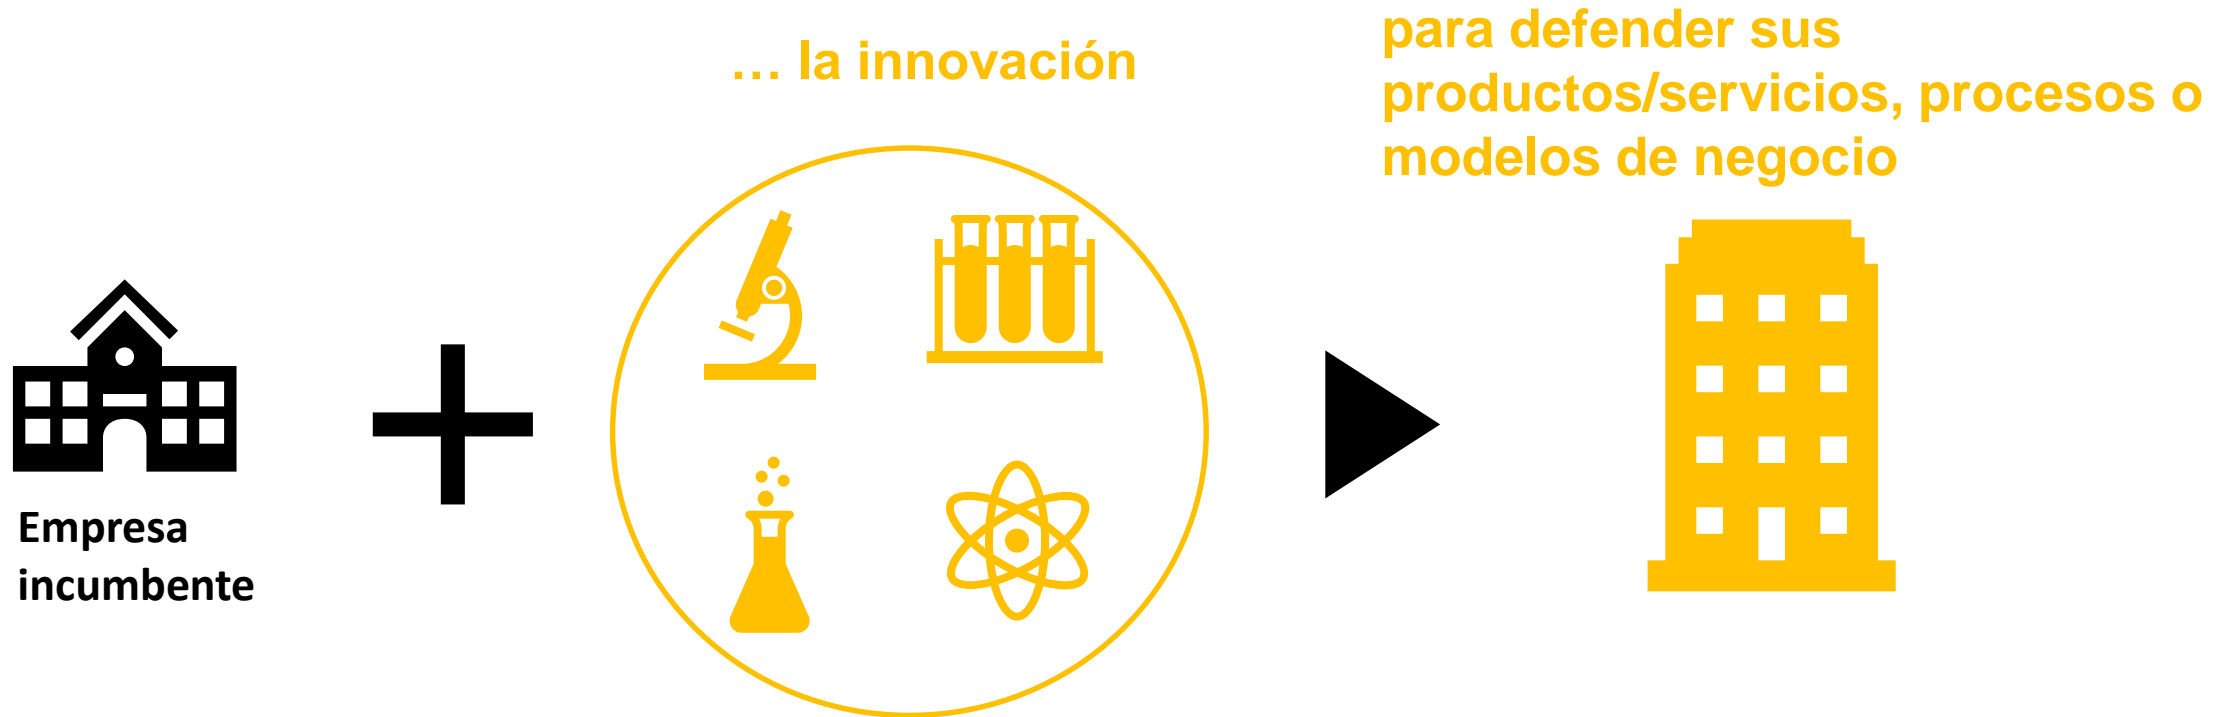 Empresa
incumbente
… la innovación
para defender sus
productos/servicios, procesos o
modelos de negocio